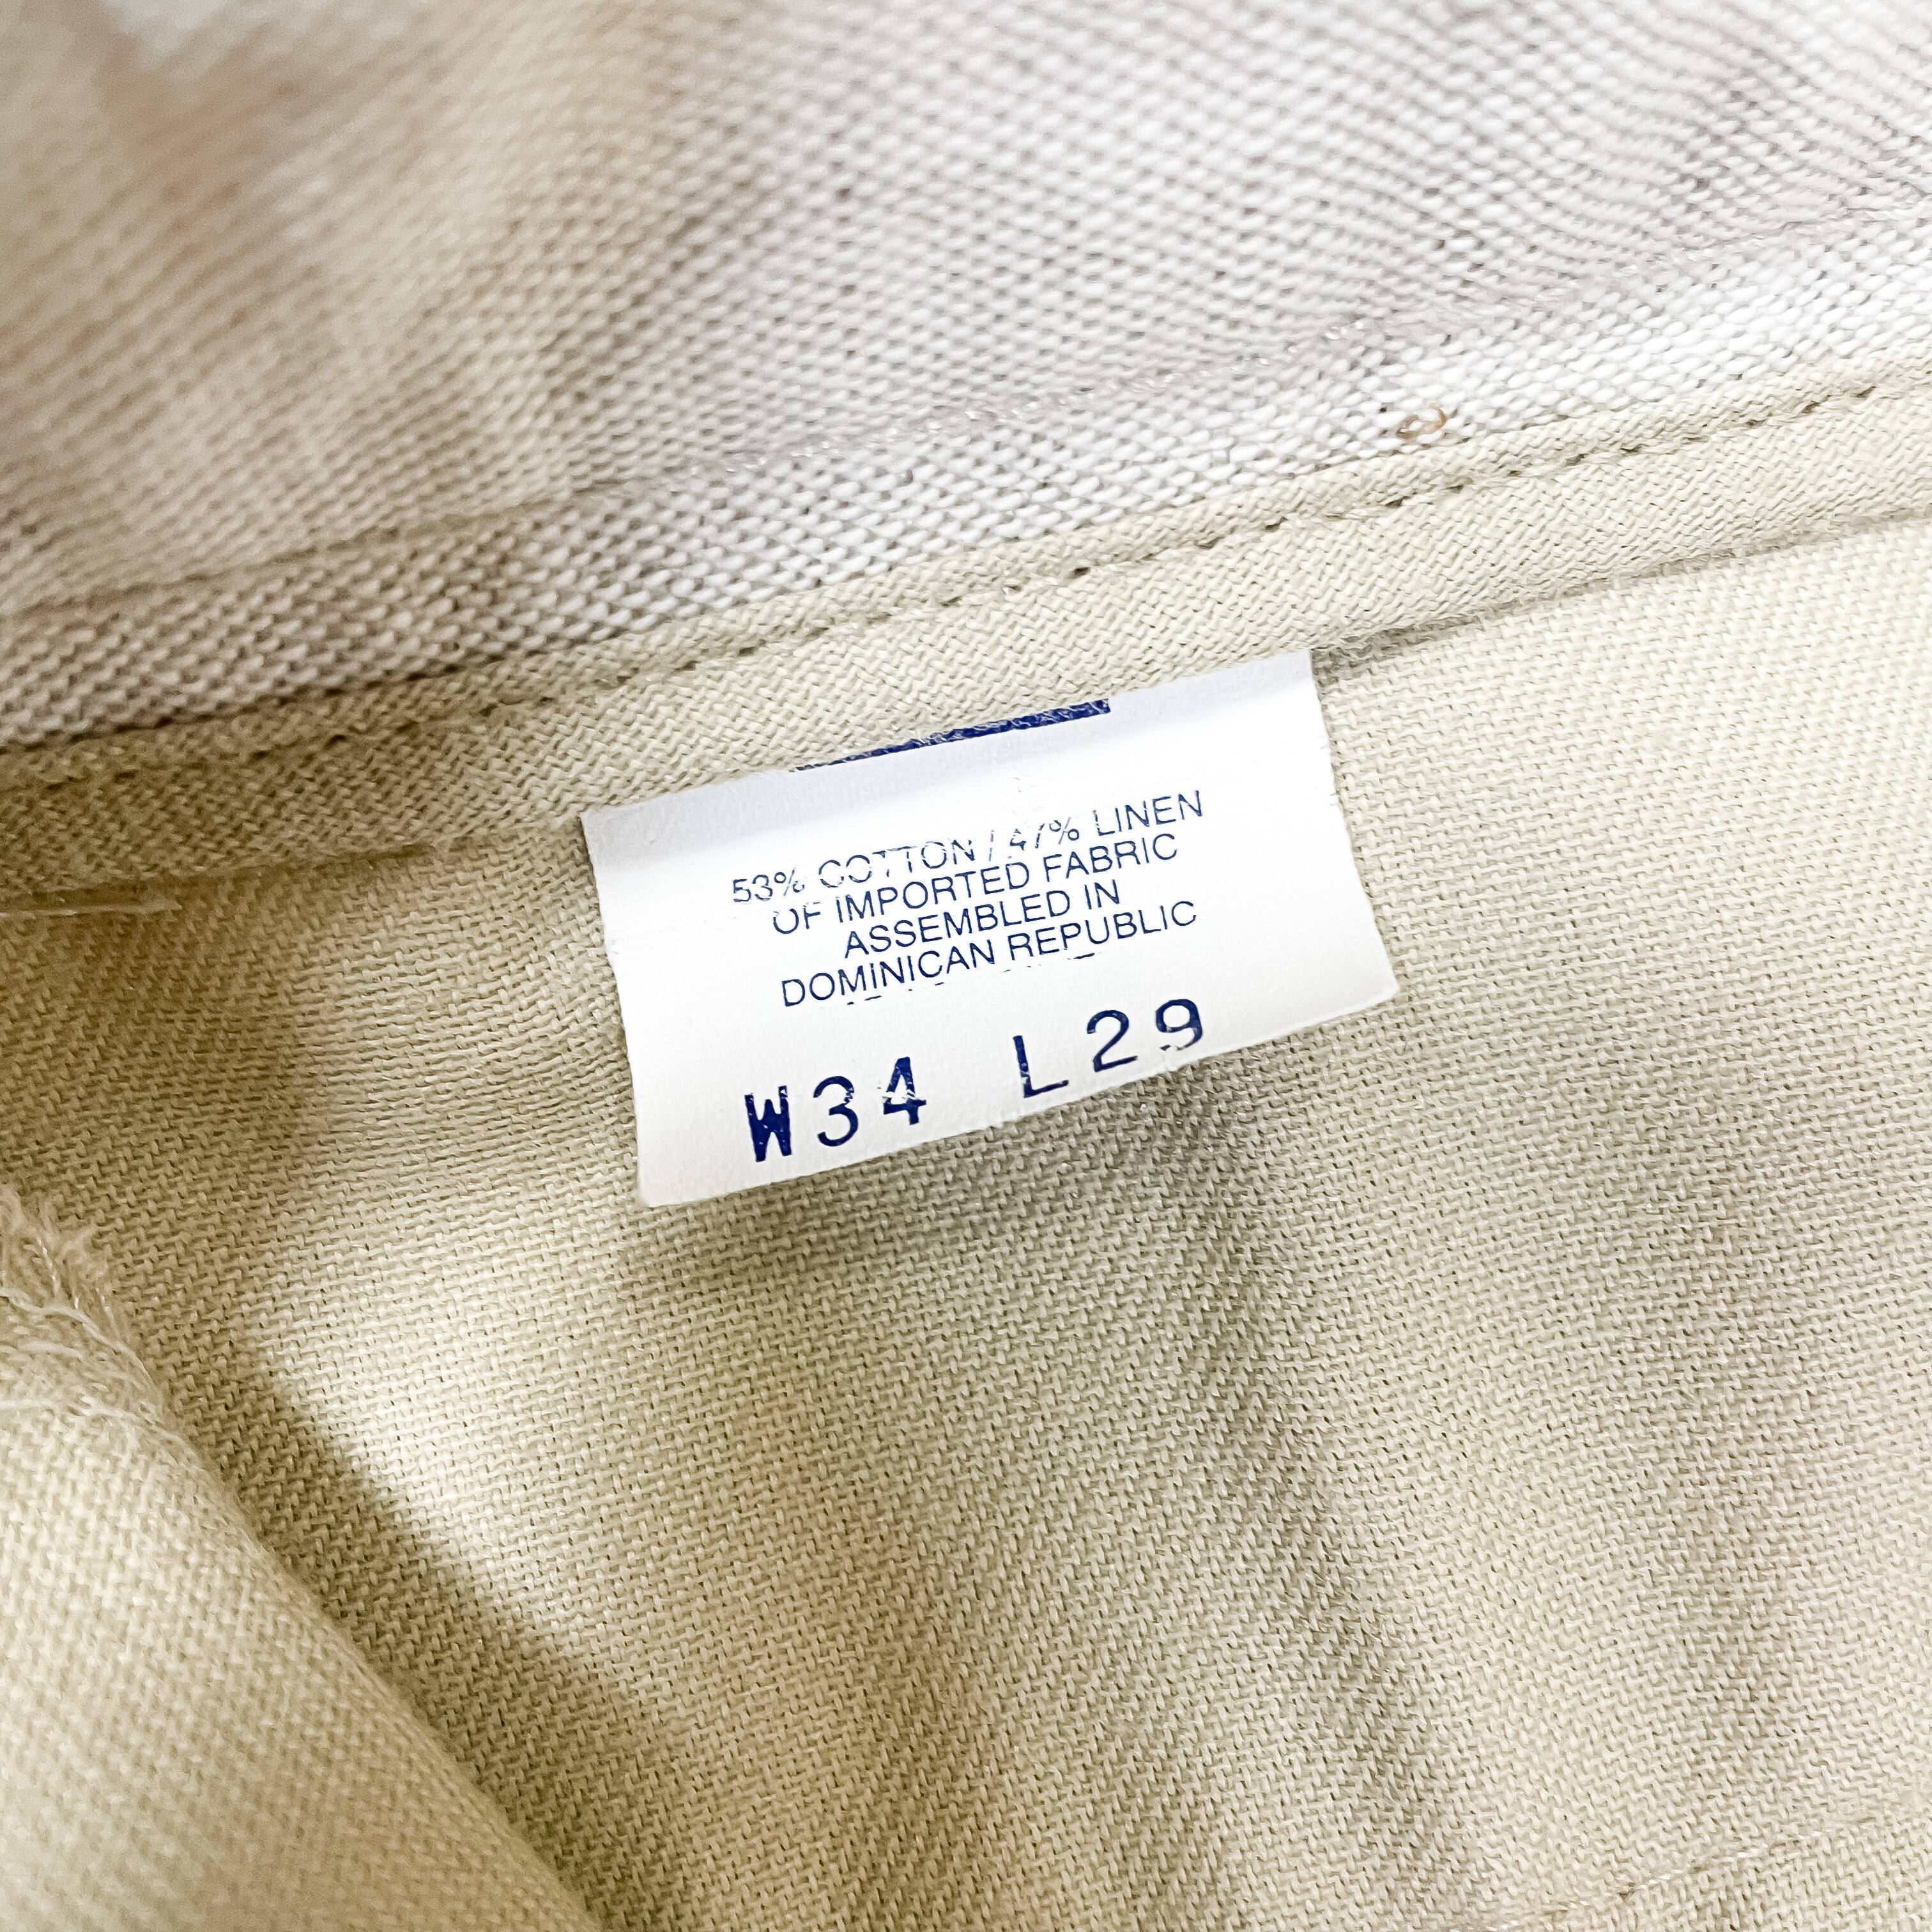 53% COTTON / 47% LINEN
OF IMPORTED FABRIC
ASSEMBLED IN
DOMINICAN REPUBLIC
W34 L29